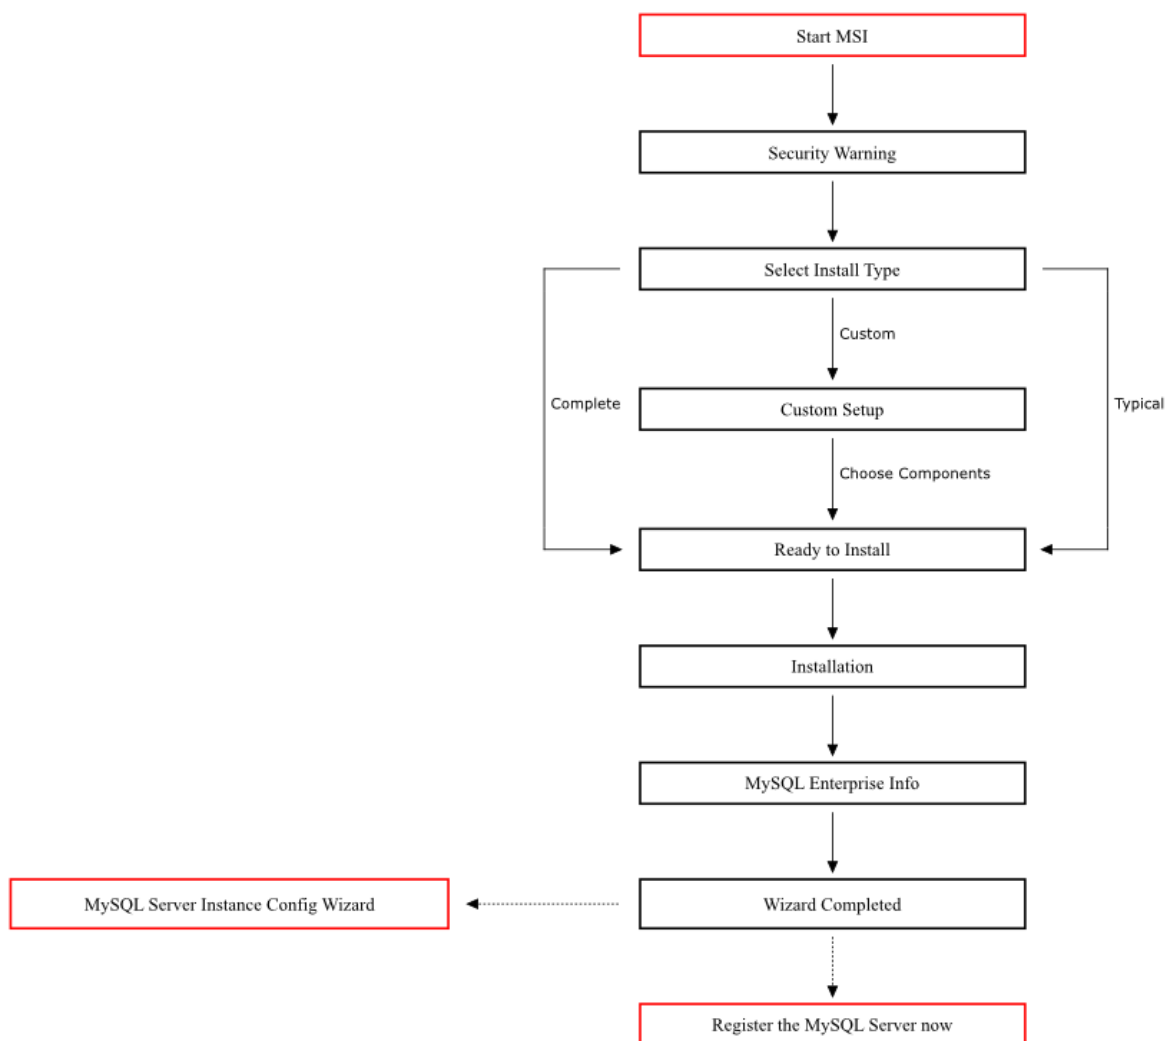 Start MSI
Security Warning
Select Install Type
Custom
Complete
Custom Setup
Typical
Choose Components
Ready to Install
Installation
MySQL Enterprise Info
MySQL Server Instance Config Wizard
Wizard Completed
Register the MySQL Server now